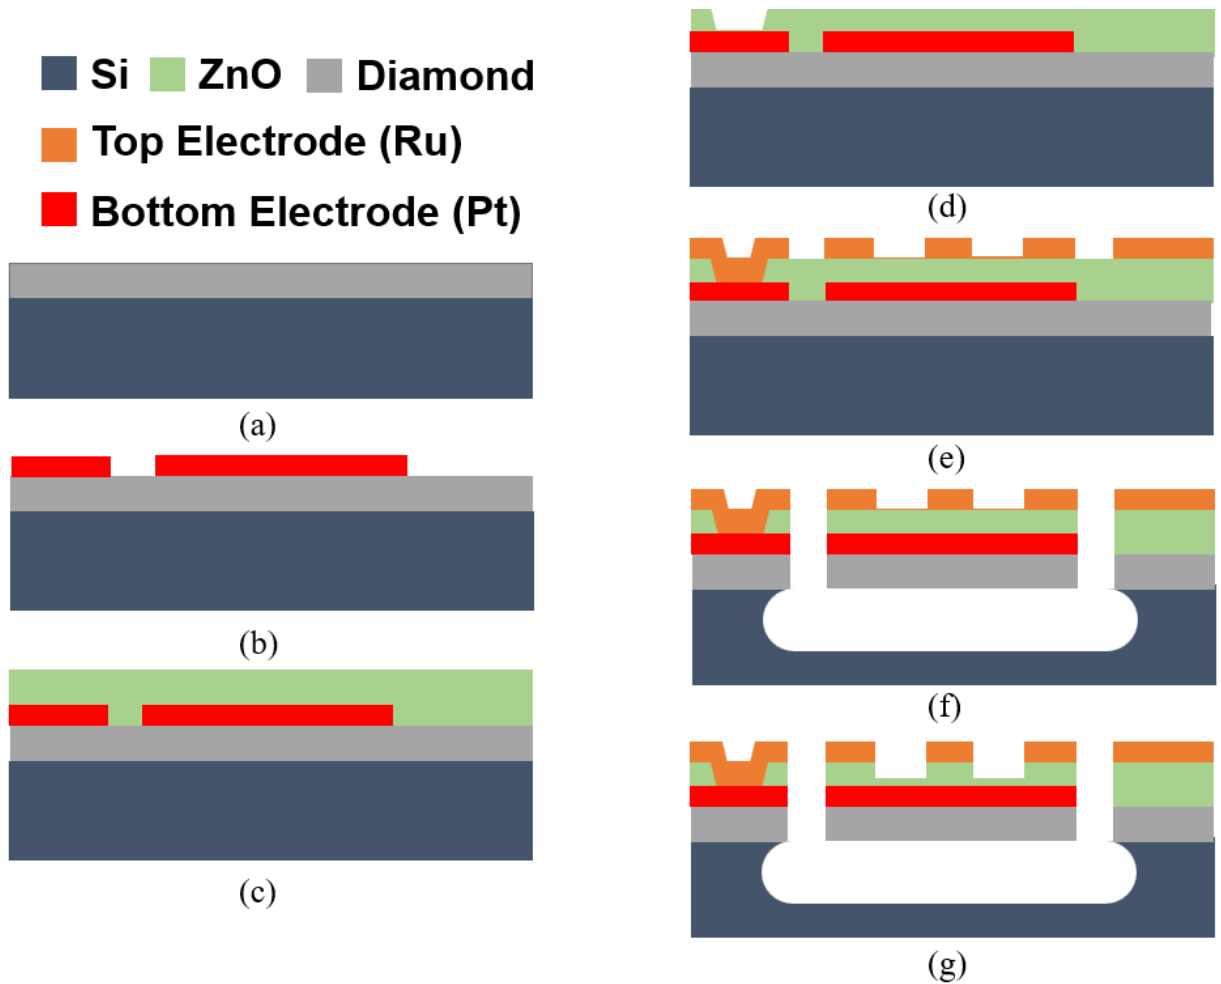 Si ZnO Diamond
Top Electrode (Ru)
Bottom Electrode (Pt)
(a)
(b)
(c)
(d)
(e)
(f)
(g)